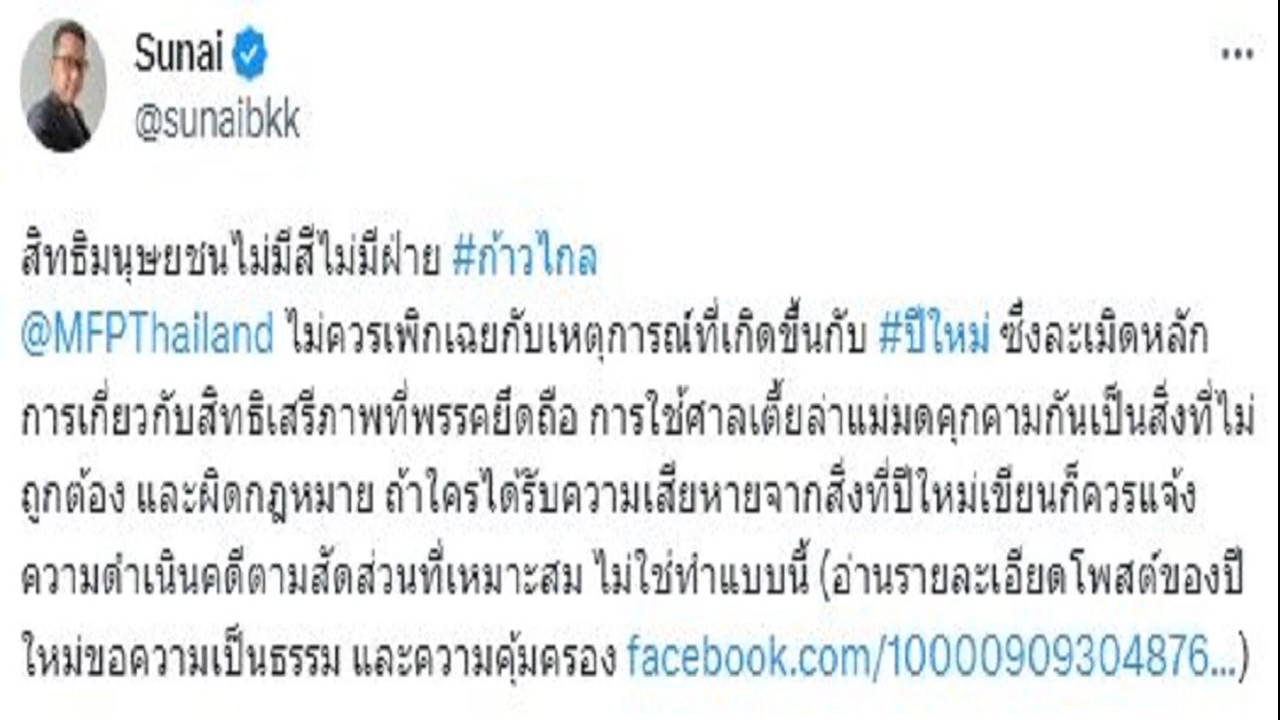 Sunai
@sunaibkk
สิทธิมนุษยชนไม่มีสีไม่มีฝ่าย #ก้าวไกล
@MFPThailand ไม่ควรเพิกเฉยกับเหตุการณ์ที่เกิดขึ้นกับ #ปีใหม่ ซึ่งละเมิดหลัก
การเกี่ยวกับสิทธิเสรีภาพที่พรรคยึดถือ การใช้ศาลเตี้ยล่าแม่มดคุกคามกันเป็นสิ่งที่ไม่
ถูกต้อง และผิดกฎหมาย ถ้าใครได้รับความเสียหายจากสิ่งที่ปีใหม่เขียนก็ควรแจ้ง
ความดำเนินคดีตามสัดส่วนที่เหมาะสม ไม่ใช่ทำแบบนี้ (อ่านรายละเอียดโพสต์ของปี
ใหม่ขอความเป็นธรรม และความคุ้มครอง facebook.com/10000909304876...)